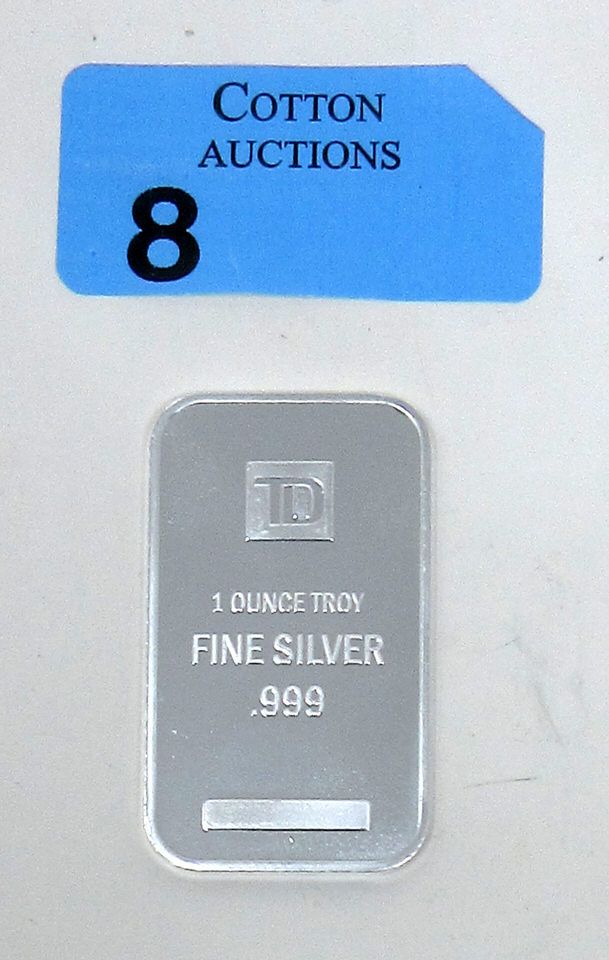 COTTON
AUCTIONS
8
TD
1 OUNCE TROY
FINE SILVER
.999